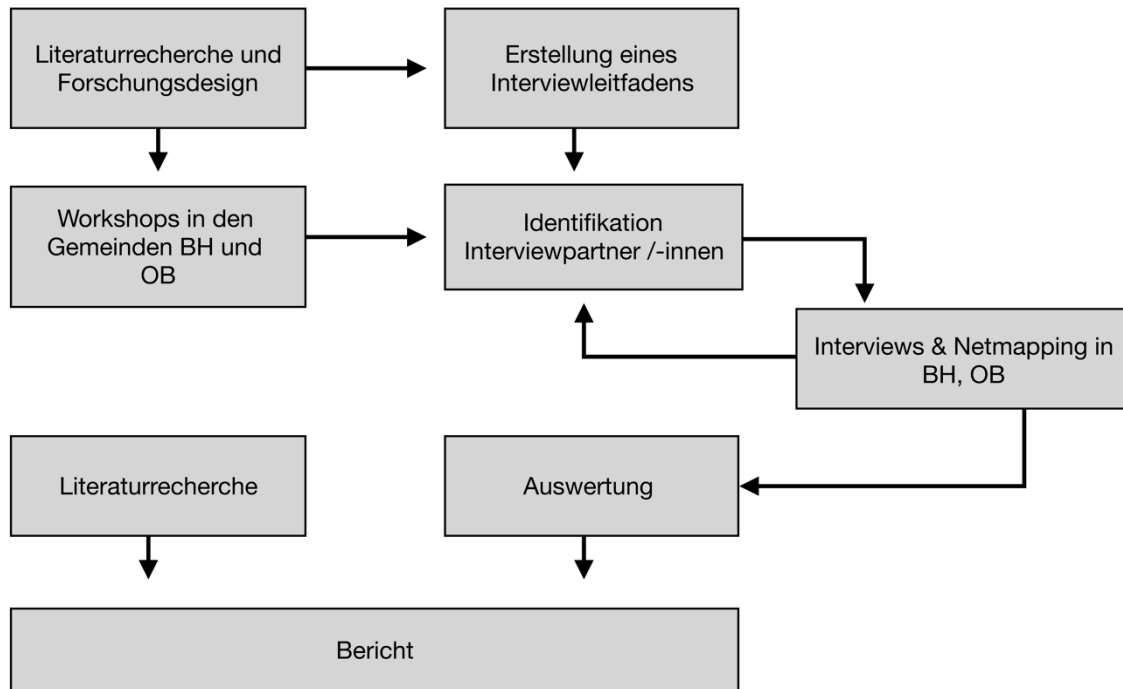 Literaturrecherche und
Forschungsdesign
Erstellung eines
Interviewleitfadens
Workshops in den
Gemeinden BH und
OB
Identifikation
Interviewpartner /-innen
Interviews & Netmapping in
BH, OB
Literaturrecherche
Auswertung
Bericht